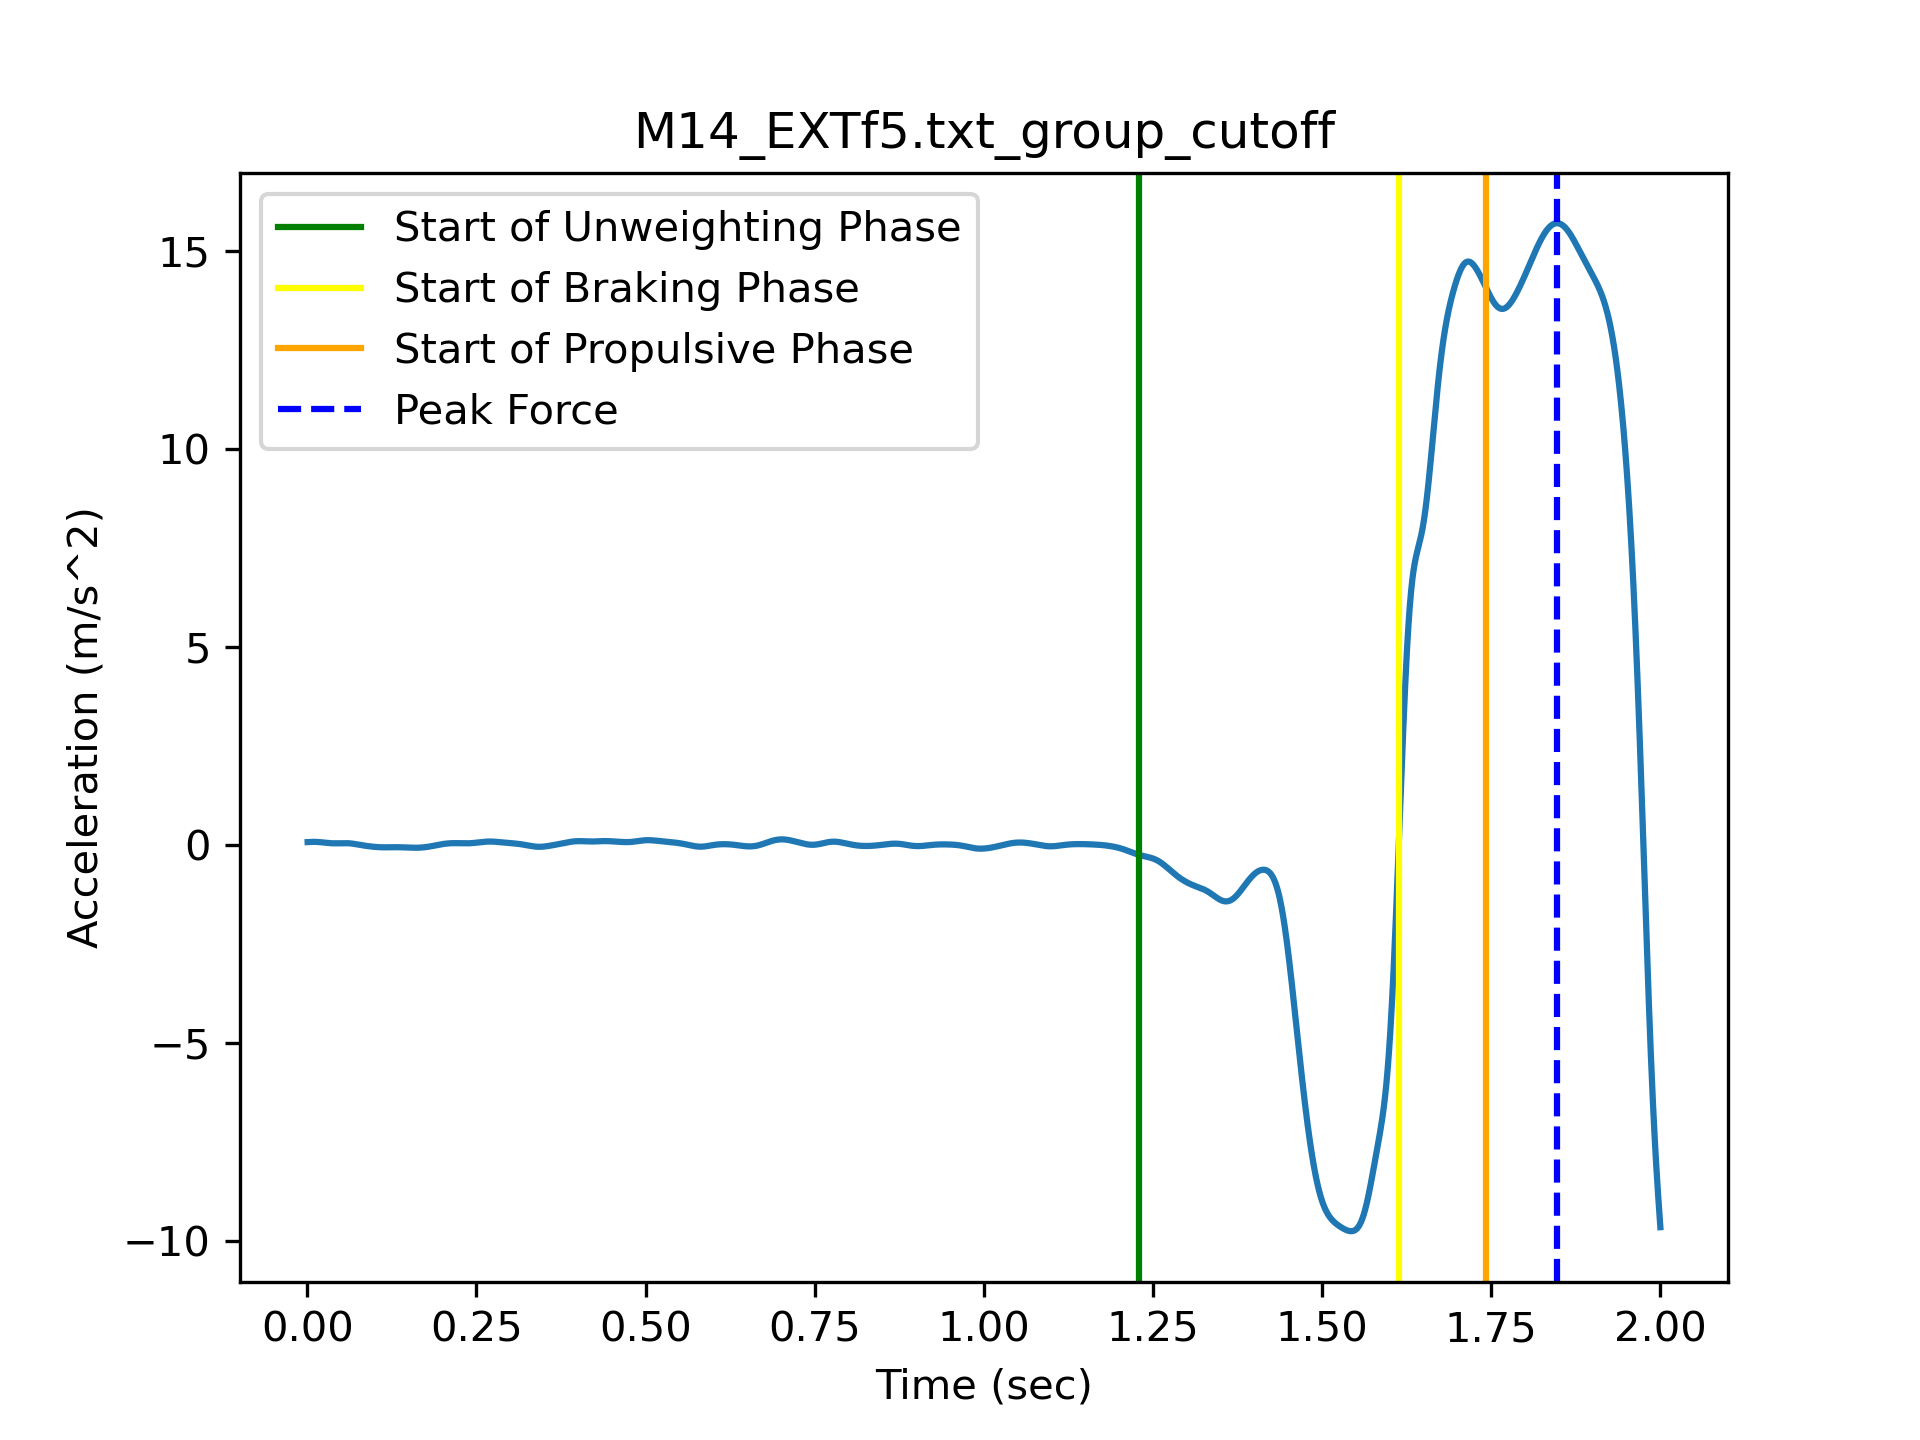 M14_EXTf5.txt_group_cutoff
Start of Unweighting Phase
Start of Braking Phase
Start of Propulsive Phase
Peak Force
15
10
5
0
−5
−10
Acceleration (m/s^2)
0.00 0.25 0.50 0.75 1.00 1.25 1.50 1.75 2.00
Time (sec)